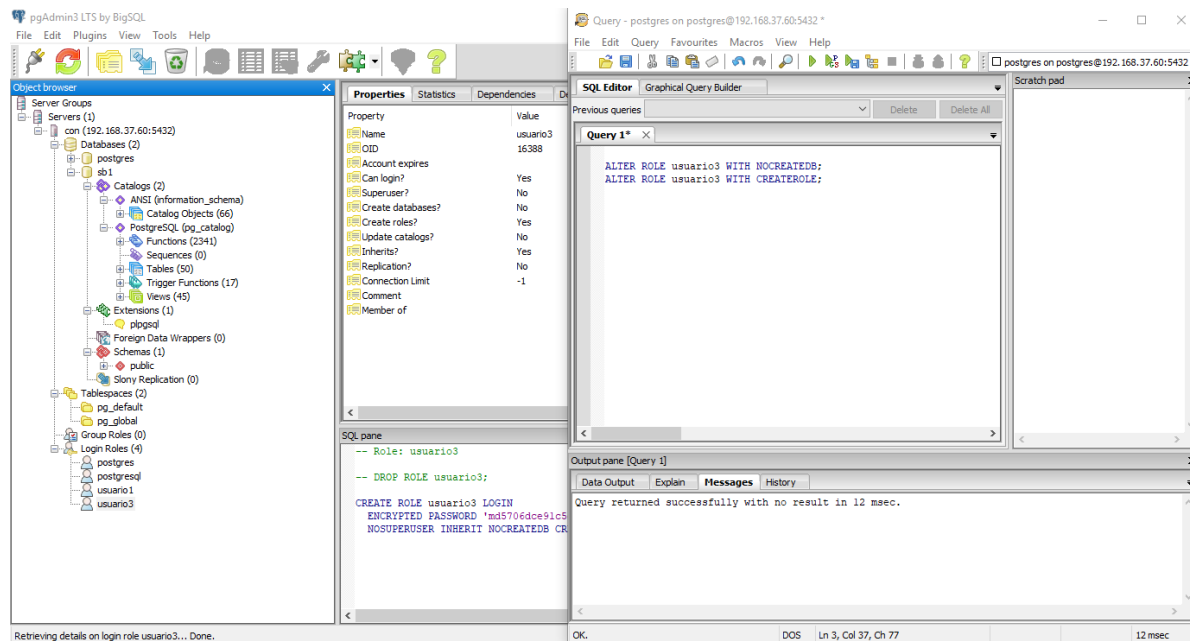 pgAdmin3 LTS by BigSQL
File Edit Plugins View Tools Help
Object browser
Server Groups
Servers (1)
con (192.168.37.60:5432)
Databases (2)
postgres
sb1
Catalogs (2)
ANSI (information_schema)
Catalog Objects (66)
PostgreSQL (pg_catalog)
Functions (2341)
Sequences (0)
Tables (50)
Trigger Functions (17)
Views (45)
Extensions (1)
plpgsql
Foreign Data Wrappers (0)
Schemas (1)
public
Slony Replication (0)
Tablespaces (2)
pg_default
pg_global
Group Roles (0)
Login Roles (4)
postgres
postgresql
usuario1
usuario3
Retrieving details on login role usuario3... Done.
Properties Statistics Dependencies De
Property Value
Name usuario3
OID 16388
Account expires
Can login? Yes
Superuser? No
Create databases? No
Create roles? Yes
Update catalogs? No
Inherits? Yes
Replication? No
Connection Limit -1
Comment
Member of
SQL pane
-- Role: usuario3
-- DROP ROLE usuario3;
CREATE ROLE usuario3 LOGIN
ENCRYPTED PASSWORD 'md5706dce91c5
NOSUPERUSER INHERIT NOCREATEDB CR
Query - postgres on postgres@192.168.37.60:5432 *
File Edit Query Favourites Macros View Help
postgres on postgres@192.168.37.60:5432
SQL Editor Graphical Query Builder
Previous queries Delete Delete All
Query 1*
ALTER ROLE usuario3 WITH NOCREATEDB;
ALTER ROLE usuario3 WITH CREATEROLE;
Scratch pad
Output pane [Query 1]
Data Output Explain Messages History
Query returned successfully with no result in 12 msec.
OK. DOS Ln 3, Col 37, Ch 77 12 msec